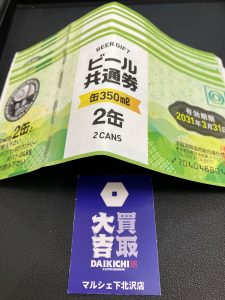 BEER GIFT
ビール
共通券
缶350㎖
2缶
2 CANS
2缶
有効期限
2031年3月31日
買取
大吉
DAIKICHI
マルシェ下北沢店